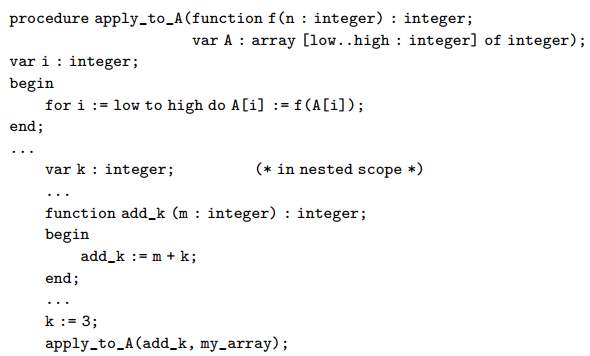 procedure apply_to_A(function f(n : integer) : integer;
                     var A : array [low..high : integer] of integer);
var i : integer;
begin
    for i := low to high do A[i] := f(A[i]);
end;
...
    var k : integer;          (* in nested scope *)
    ...
    function add_k (m : integer) : integer;
    begin
        add_k := m + k;
    end;
    ...
    k := 3;
    apply_to_A(add_k, my_array);